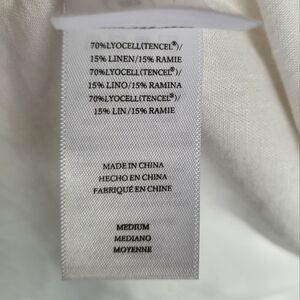 70%LYOCELL(TENCEL®)/
15% LINEN/15% RAMIE
70%LYOCELL(TENCEL®)/
15% LINO/15% RAMINA
70%LYOCELL(TENCEL®)/
15% LIN/15% RAMIE
MADE IN CHINA
HECHO EN CHINA
FABRIQUÉ EN CHINE
MEDIUM
MEDIANO
MOYENNE